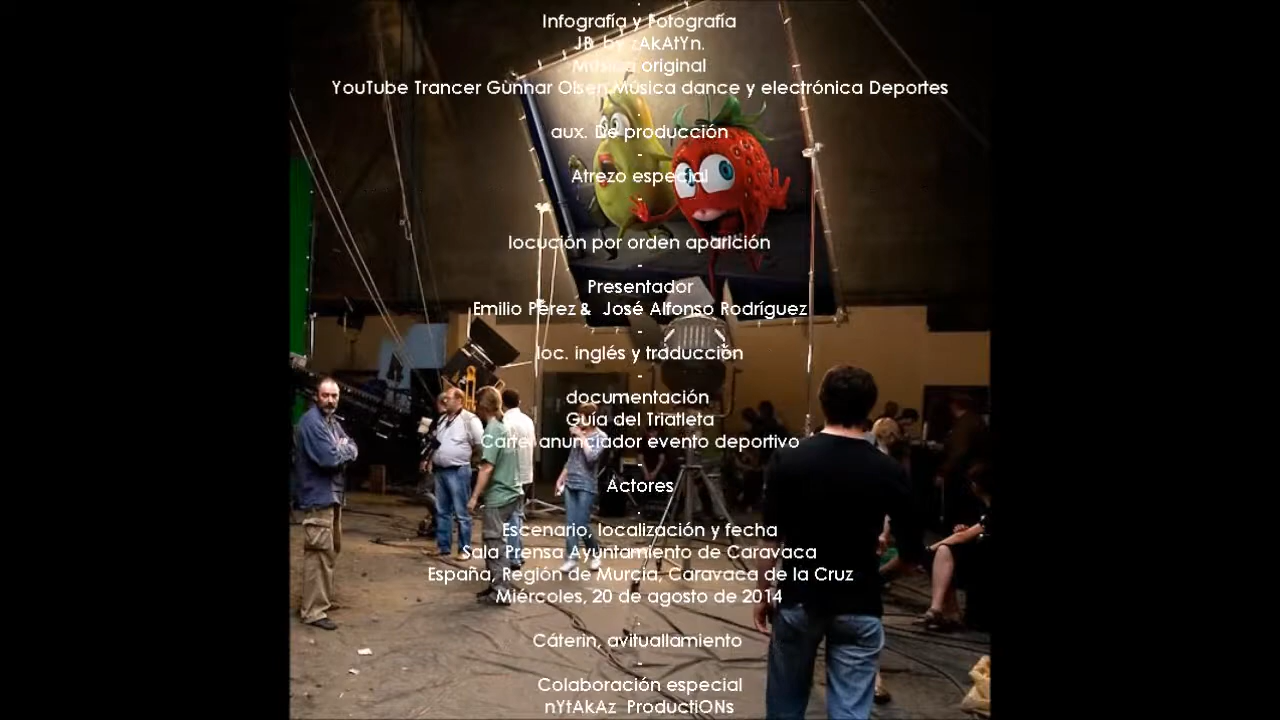 Infografía y Fotografía
JB by zAkAtYn.
Música original
YouTube Trancer Gunnar Olsen Música dance y electrónica Deportes
.
aux. De producción
-
Atrezo especial
-
locución por orden aparición
-
Presentador
Emilio Pérez & José Alfonso Rodríguez
-
loc. inglés y traducción
-
documentación
Guía del Triatleta
Cartel anunciador evento deportivo
-
Actores
.
Escenario, localización y fecha
Sala Prensa Ayuntamiento de Caravaca
España, Región de Murcia, Caravaca de la Cruz
Miércoles, 20 de agosto de 2014
.
Cáterin, avituallamiento
-
Colaboración especial
nYtAkAz ProductiONs